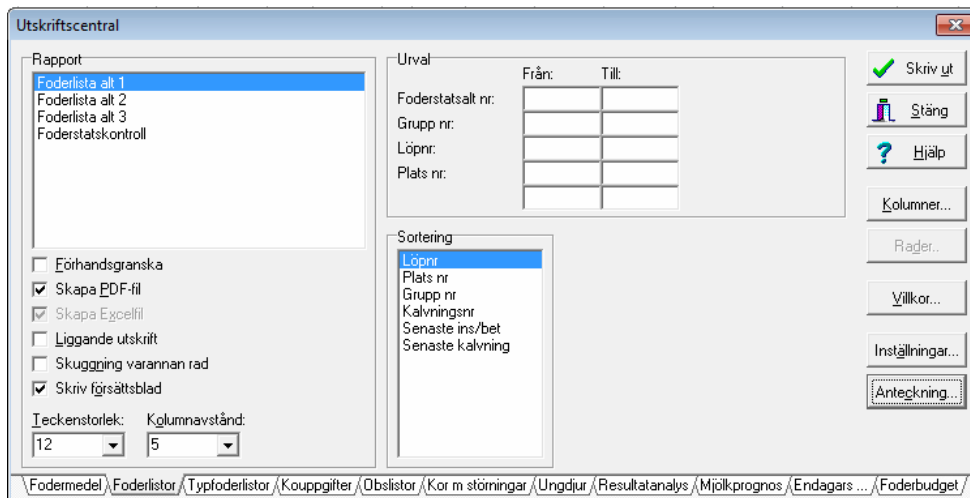 Utskriftscentral
Rapport
Foderlista alt 1
Foderlista alt 2
Foderlista alt 3
Foderstatskontroll
Förhandsgranska
Skapa PDF-fil
Skapa Excelfil
Liggande utskrift
Skuggning varannan rad
Skriv försättsblad
Teckenstorlek: Kolumnavstånd:
12 5
Urval
Från: Till:
Foderstatsalt nr:
Grupp nr:
Löpnr:
Plats nr:
Sortering
Löpnr
Plats nr
Grupp nr
Kalvningsnr
Senaste ins/bet
Senaste kalvning
Skriv ut
Stäng
Hjälp
Kolumner...
Rader..
Villkor...
Inställningar...
Anteckning...
Fodermedel Foderlistor Typfoderlistor Kouppgifter Obslistor Kor m störningar Ungdjur Resultatanalys Mjölkprognos Endagars ... Foderbudget